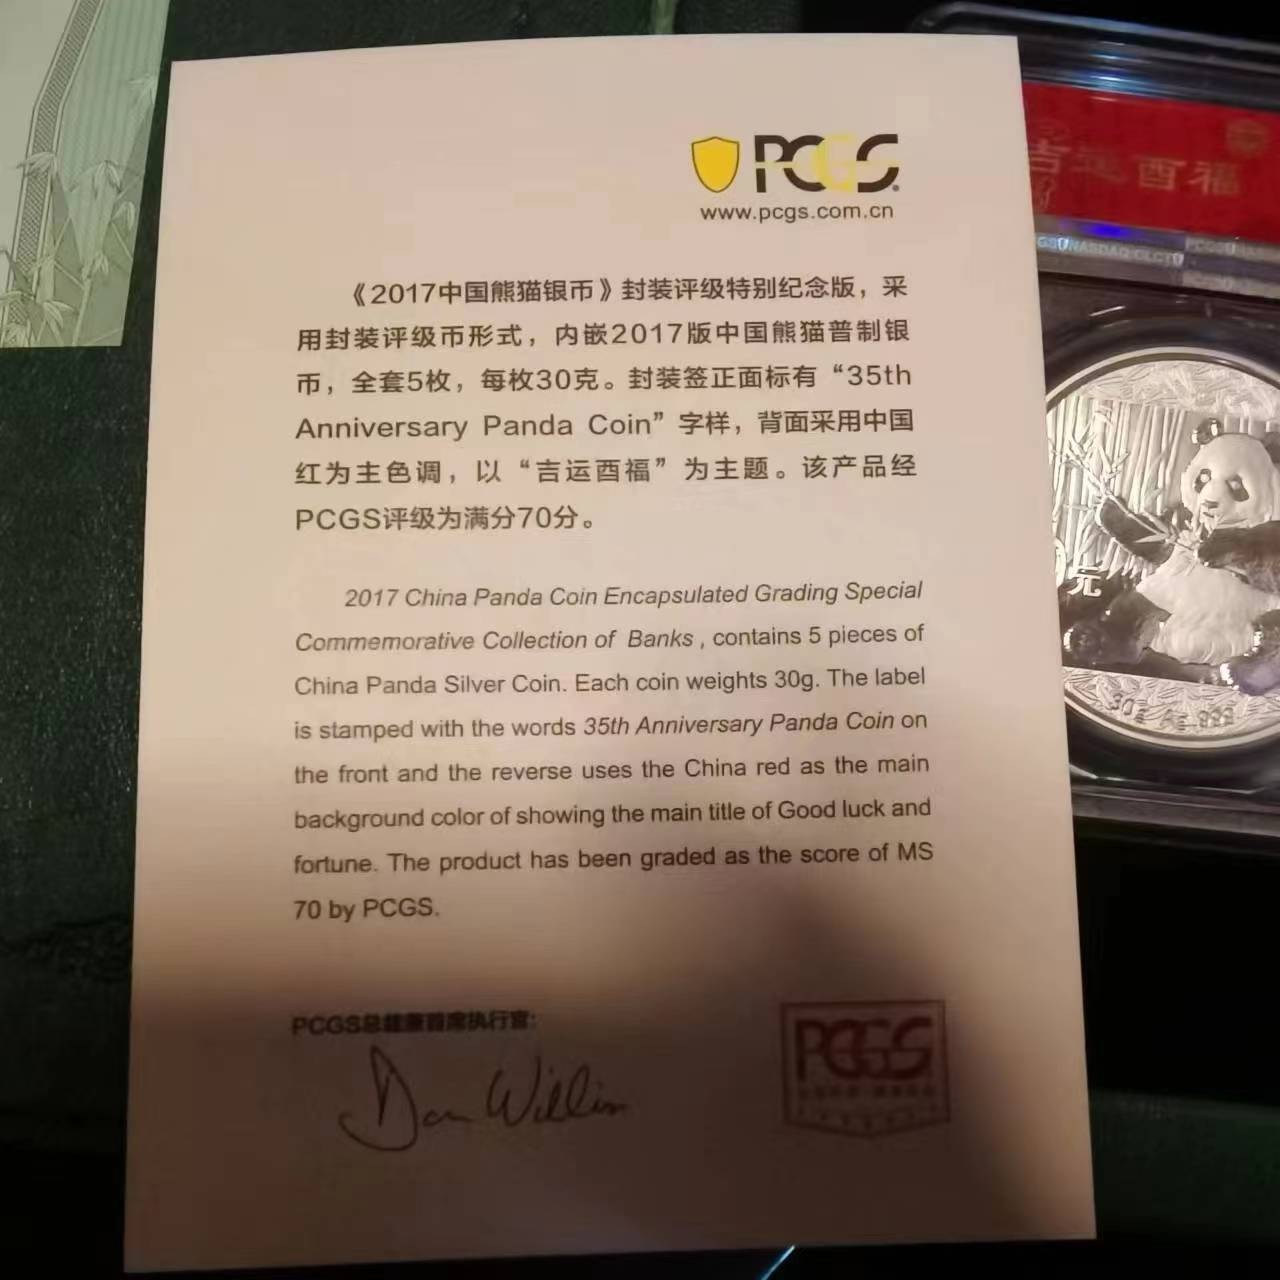 PCGS
www.pcgs.com.cn
《2017中国熊猫银币》封装评级特别纪念版，采
用封装评级币形式，内嵌2017版中国熊猫普制银
币，全套5枚，每枚30克。封装签正面标有“35th
Anniversary Panda Coin”字样，背面采用中国
红为主色调，以“吉运酉福”为主题。该产品经
PCGS评级为满分70分。
2017 China Panda Coin Encapsulated Grading Special
Commemorative Collection of Banks , contains 5 pieces of
China Panda Silver Coin. Each coin weights 30g. The label
is stamped with the words 35th Anniversary Panda Coin on
the front and the reverse uses the China red as the main
background color of showing the main title of Good luck and
fortune. The product has been graded as the score of MS
70 by PCGS.
PCGS总裁兼首席执行官:
Don Willis
PCGS
吉运酉福
元
30g Ag .999